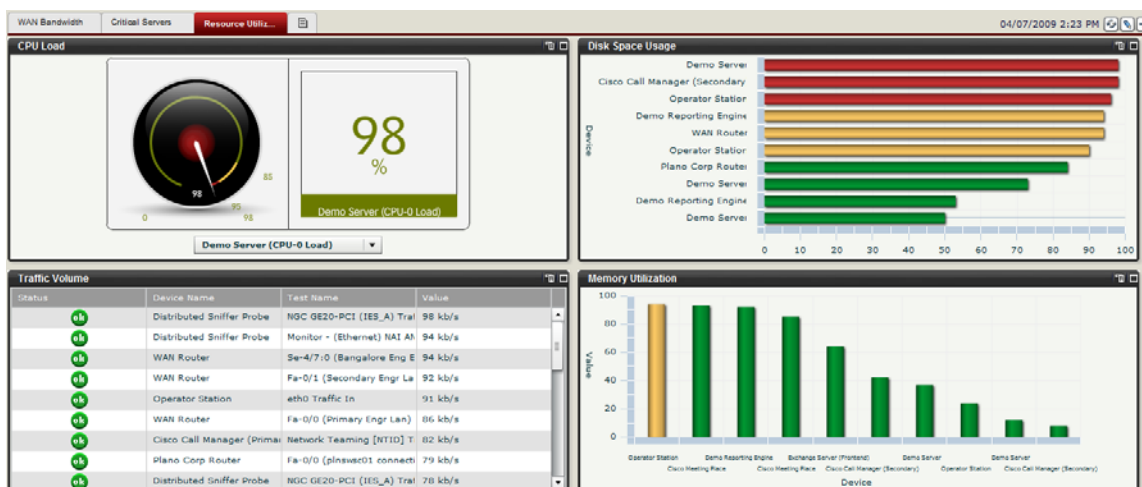 WAN Bandwidth
Critical Servers
Resource Utiliz...
04/07/2009 2:23 PM
CPU Load
98
85
95
98
0
98
%
Demo Server (CPU-0 Load)
Demo Server (CPU-0 Load)
Disk Space Usage
Device
Demo Server
Cisco Call Manager (Secondary
Operator Station
Demo Reporting Engine
WAN Router
Operator Station
Plano Corp Router
Demo Server
Demo Reporting Engine
Demo Server
0 10 20 30 40 50 60 70 80 90 100
Traffic Volume
Status Device Name Test Name Value
ok Distributed Sniffer Probe NGC GE20-PCI (IES_A) Traf 98 kb/s
ok Distributed Sniffer Probe Monitor - (Ethernet) NAI AN 94 kb/s
ok WAN Router Se-4/7:0 (Bangalore Eng E 94 kb/s
ok WAN Router Fa-0/1 (Secondary Engr La 92 kb/s
ok Operator Station eth0 Traffic In 91 kb/s
ok WAN Router Fa-0/0 (Primary Engr Lan) 86 kb/s
ok Cisco Call Manager (Primar Network Teaming [NTID] T 82 kb/s
ok Plano Corp Router Fa-0/0 (plnswsc01 connecti 79 kb/s
ok Distributed Sniffer Probe NGC GE20-PCI (IES_A) Traf 78 kb/s
Memory Utilization
Value
100
80
60
40
20
0
Operator Station Demo Reporting Engine Exchange Server (Frontend) Demo Server Demo Server
Cisco Meeting Place Cisco Meeting Place Cisco Call Manager (Secondary) Operator Station Cisco Call Manager (Secondary)
Device